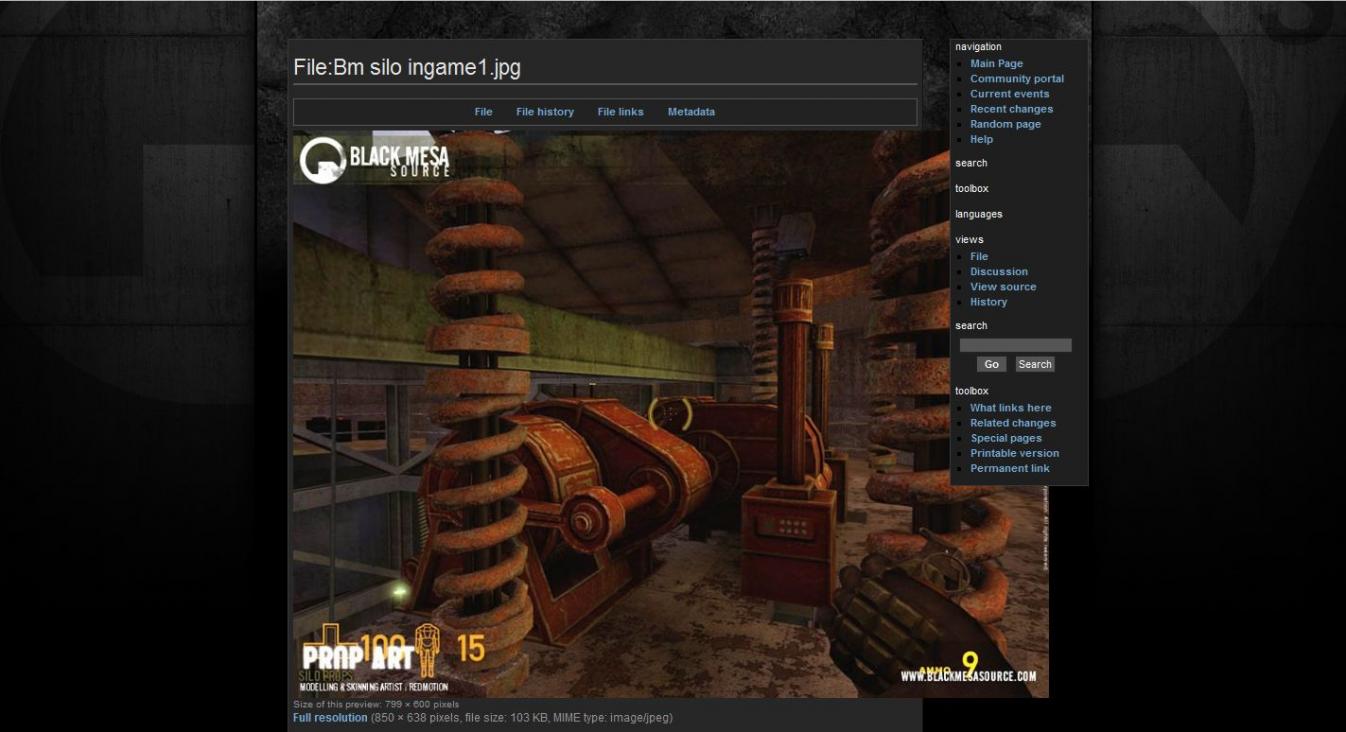 File:Bm silo ingame1.jpg
File File history File links Metadata
BLACK MESA
SOURCE
100 15
PROP ART
SILO PROPS
MODELLING & SKINNING ARTIST : REDMOTION
AMMO 9
WWW.BLACKMESASOURCE.COM
Size of this preview: 799 × 600 pixels
Full resolution (850 × 638 pixels, file size: 103 KB, MIME type: image/jpeg)
navigation
Main Page
Community portal
Current events
Recent changes
Random page
Help
search
toolbox
languages
views
File
Discussion
View source
History
search
Go Search
toolbox
What links here
Related changes
Special pages
Printable version
Permanent link